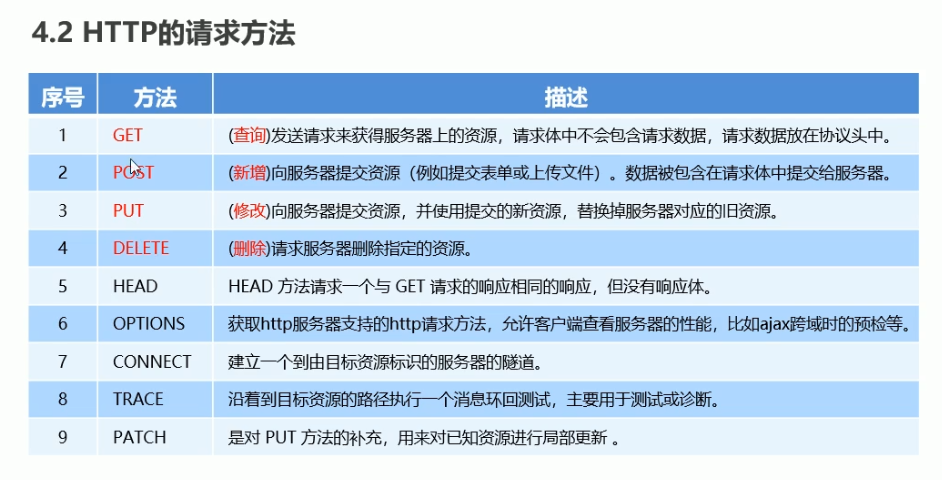 4.2 HTTP的请求方法
序号 方法 描述
1 GET (查询)发送请求来获得服务器上的资源，请求体中不会包含请求数据，请求数据放在协议头中。
2 POST (新增)向服务器提交资源（例如提交表单或上传文件）。数据被包含在请求体中提交给服务器。
3 PUT (修改)向服务器提交资源，并使用提交的新资源，替换掉服务器对应的旧资源。
4 DELETE (删除)请求服务器删除指定的资源。
5 HEAD HEAD 方法请求一个与 GET 请求的响应相同的响应，但没有响应体。
6 OPTIONS 获取http服务器支持的http请求方法，允许客户端查看服务器的性能，比如ajax跨域时的预检等。
7 CONNECT 建立一个到由目标资源标识的服务器的隧道。
8 TRACE 沿着到目标资源的路径执行一个消息环回测试，主要用于测试或诊断。
9 PATCH 是对 PUT 方法的补充，用来对已知资源进行局部更新 。